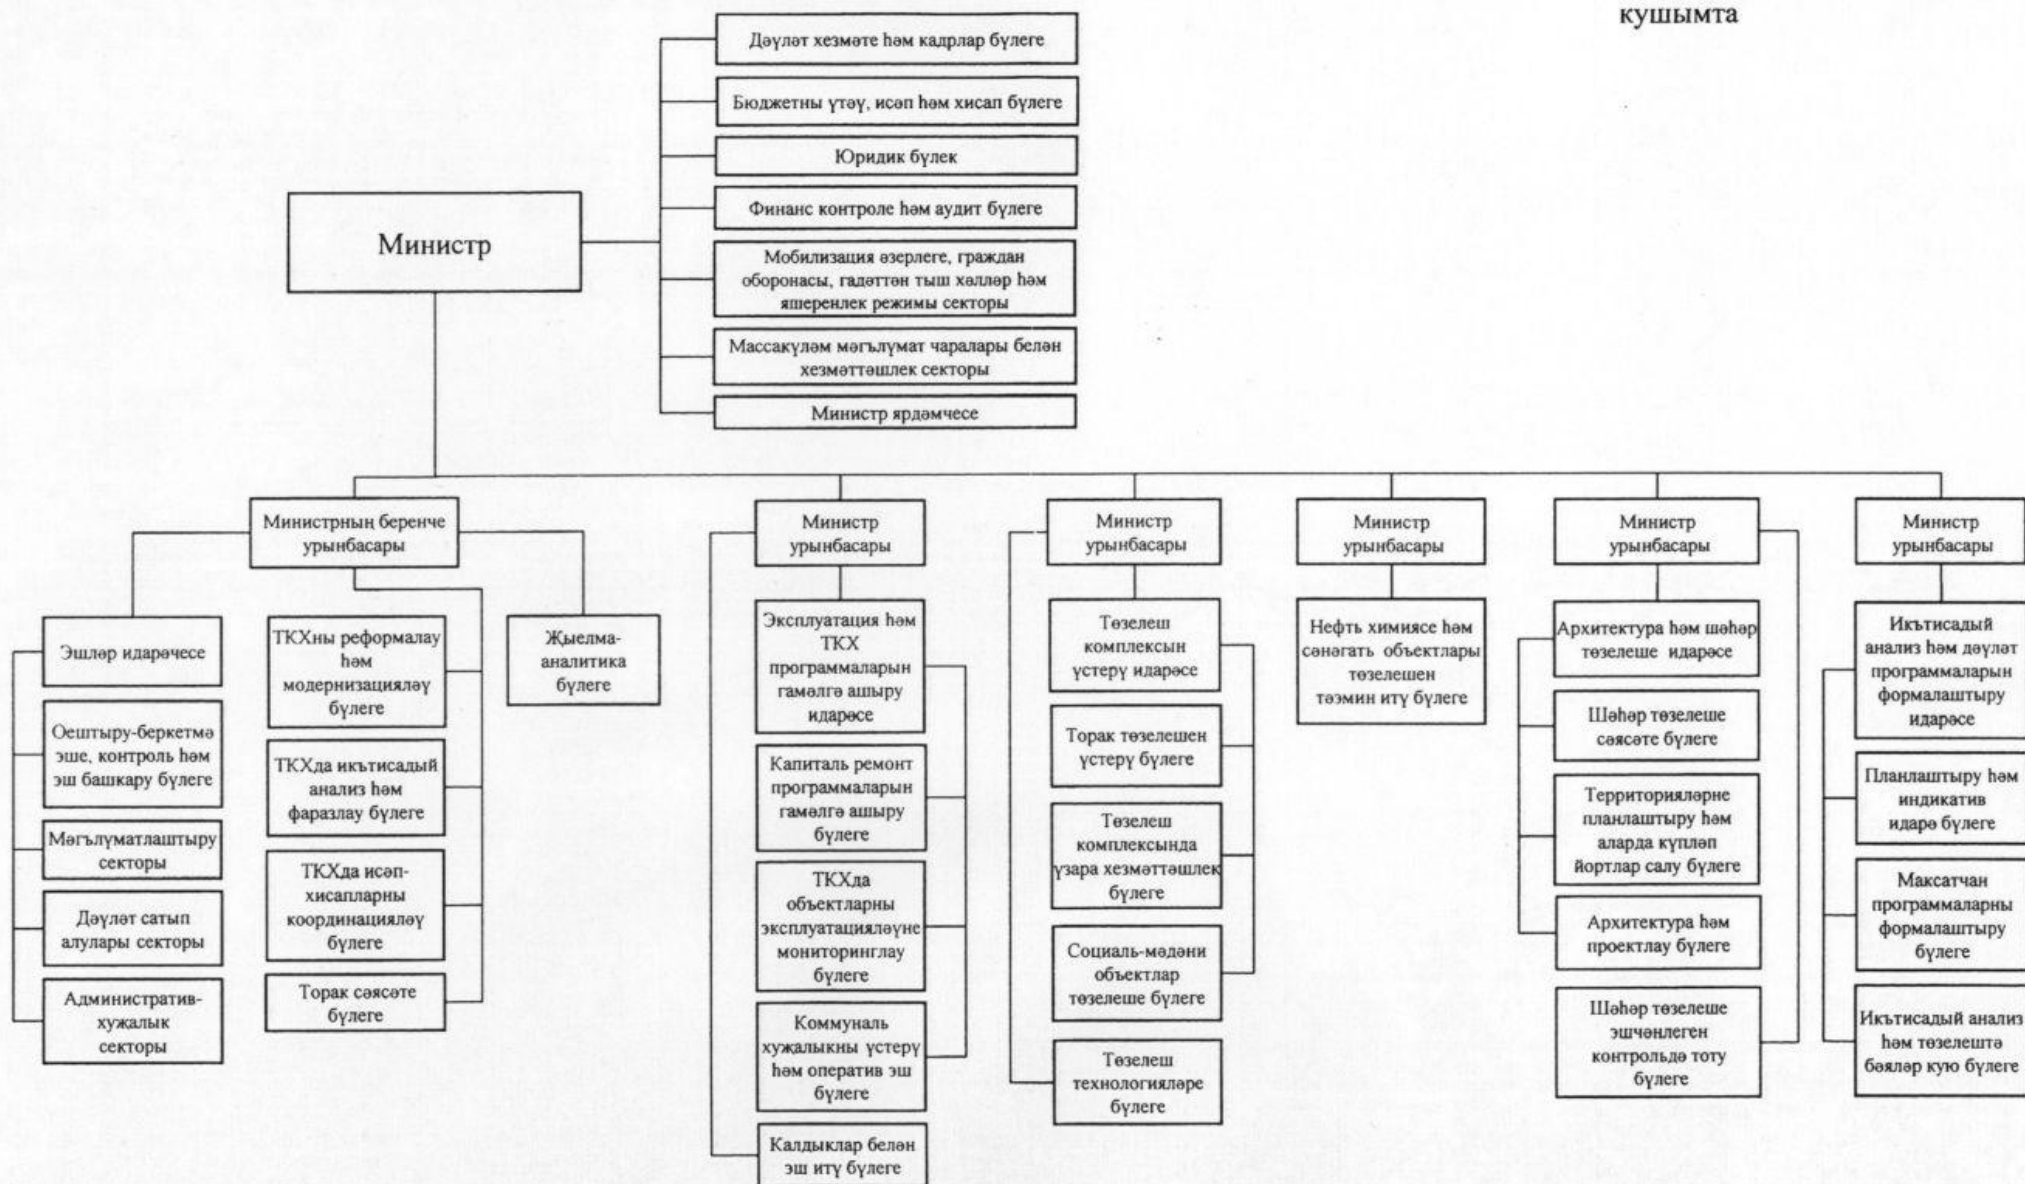 кушымта
Дәүләт хезмәте һәм кадрлар бүлеге
Бюджетны үтәү, исәп һәм хисап бүлеге
Юридик бүлек
Финанс контроле һәм аудит бүлеге
Министр
Мобилизация әзерлеге, граждан
оборонасы, гадәттән тыш хәлләр һәм
яшеренлек режимы секторы
Массакүләм мәгълүмат чаралары белән
хезмәттәшлек секторы
Министр ярдәмчесе
Министрның беренче
урынбасары
Министр
урынбасары
Министр
урынбасары
Министр
урынбасары
Министр
урынбасары
Министр
урынбасары
Эшләр идарәчесе
Оештыру-беркетмә
эше, контроль һәм
эш башкару бүлеге
Мәгълүматлаштыру
секторы
Дәүләт сатып
алулары секторы
Административ-
хуҗалык
секторы
ТКХны реформалау
һәм
модернизацияләү
бүлеге
ТКХда икътисадый
анализ һәм
фаразлау бүлеге
ТКХда исәп-
хисапларны
координацияләү
бүлеге
Торак сәясәте
бүлеге
Җыелма-
аналитика
бүлеге
Эксплуатация һәм
ТКХ
программаларын
гамәлгә ашыру
идарәсе
Капиталь ремонт
программаларын
гамәлгә ашыру
бүлеге
ТКХда
объектларны
эксплуатацияләүне
мониторинглау
бүлеге
Коммуналь
хуҗалыкны үстерү
һәм оператив эш
бүлеге
Калдыклар белән
эш итү бүлеге
Төзелеш
комплексын
үстерү идарәсе
Торак төзелешен
үстерү бүлеге
Төзелеш
комплексында
үзара хезмәттәшлек
бүлеге
Социаль-мәдәни
объектлар
төзелеше бүлеге
Төзелеш
технологияләре
бүлеге
Нефть химиясе һәм
сәнәгать объектлары
төзелешен
тәэмин итү бүлеге
Архитектура һәм шәһәр
төзелеше идарәсе
Шәһәр төзелеше
сәясәте бүлеге
Территорияләрне
планлаштыру һәм
аларда күпләп
йортлар салу бүлеге
Архитектура һәм
проектлау бүлеге
Шәһәр төзелеше
эшчәнлеген
контрольдә тоту
бүлеге
Икътисадый
анализ һәм дәүләт
программаларын
формалаштыру
идарәсе
Планлаштыру һәм
индикатив
идарә бүлеге
Максатчан
программаларны
формалаштыру
бүлеге
Икътисадый анализ
һәм төзелештә
бәяләр кую бүлеге